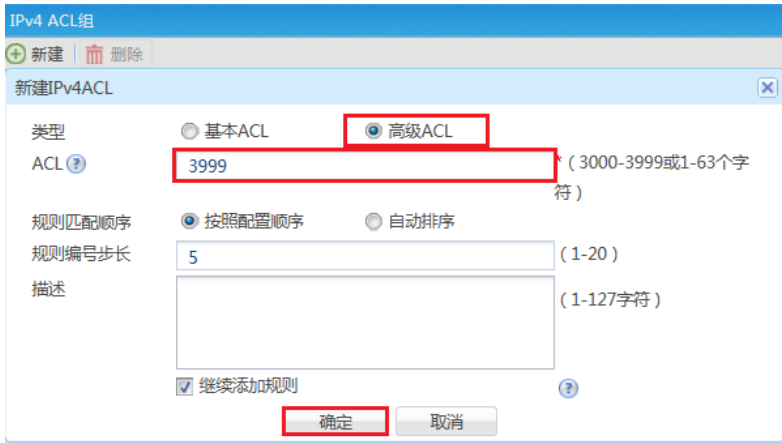 IPv4 ACL组
新建 删除
新建IPv4ACL
类型 基本ACL 高级ACL
ACL ? 3999 * (3000-3999或1-63个字
符)
规则匹配顺序 按照配置顺序 自动排序
规则编号步长 5 (1-20)
描述 (1-127字符)
继续添加规则 ?
确定 取消